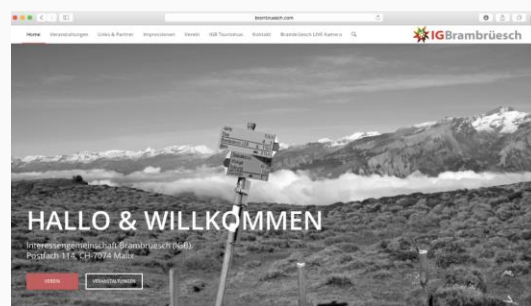 brambruesch.com
Home Veranstaltungen Links & Partner Impressionen Verein IGB Tourismus Kontakt Brambrüesch LIVE-Kamera
IGBrambrüesch
HALLO & WILLKOMMEN
Interessengemeinschaft Brambrüesch (IGB)
Postfach 114, CH-7074 Malix
VEREIN VERANSTALTUNGEN